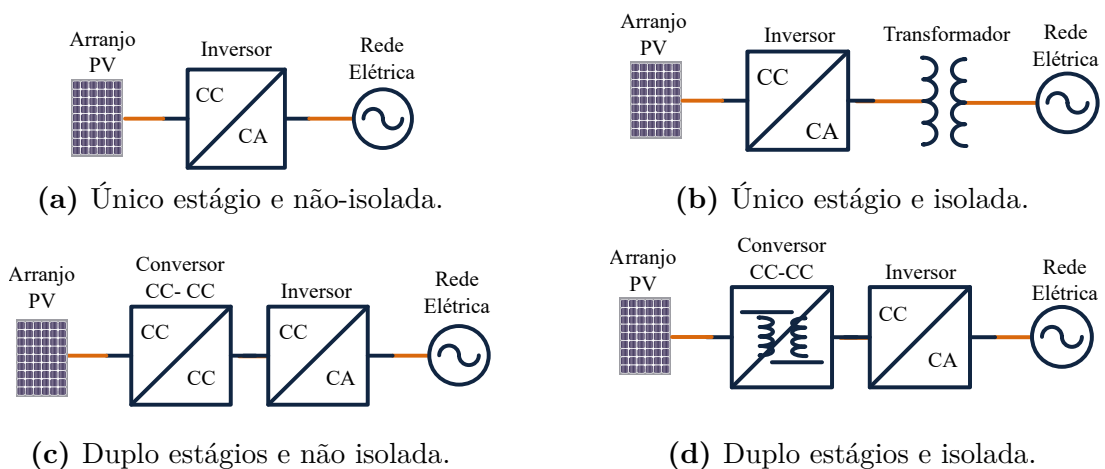 Arranjo
PV
Inversor
Rede
Elétrica
CC
CA
(a) Único estágio e não-isolada.
Arranjo
PV
Inversor
Transformador
Rede
Elétrica
CC
CA
(b) Único estágio e isolada.
Arranjo
PV
Conversor
CC- CC
Inversor
Rede
Elétrica
CC
CC
CC
CA
(c) Duplo estágios e não isolada.
Arranjo
PV
Conversor
CC-CC
Inversor
Rede
Elétrica
CC
CA
(d) Duplo estágios e isolada.